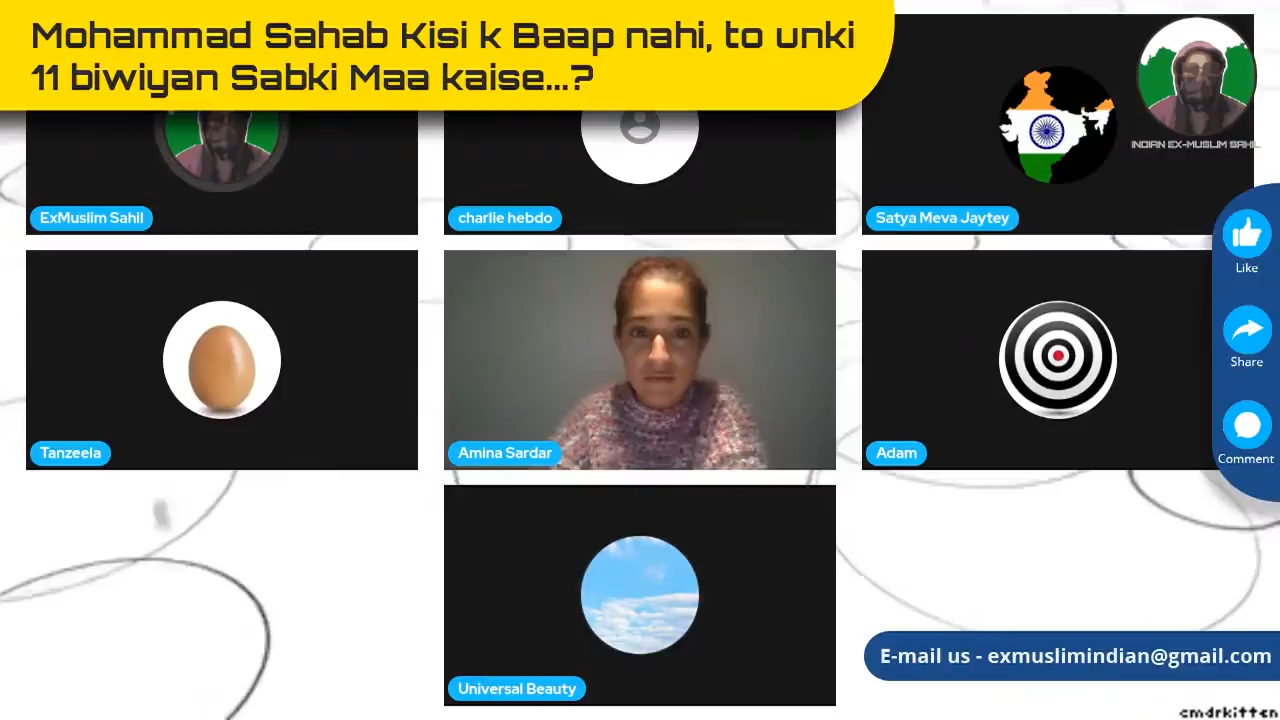 Mohammad Sahab Kisi k Baap nahi, to unki
11 biwiyan Sabki Maa kaise...?
INDIAN EX-MUSLIM SAHIL
ExMuslim Sahil
charlie hebdo
Satya Meva Jaytey
Like
Share
Tanzeela
Amina Sardar
Adam
Comment
E-mail us - exmuslimindian@gmail.com
Universal Beauty
cmdrkitten